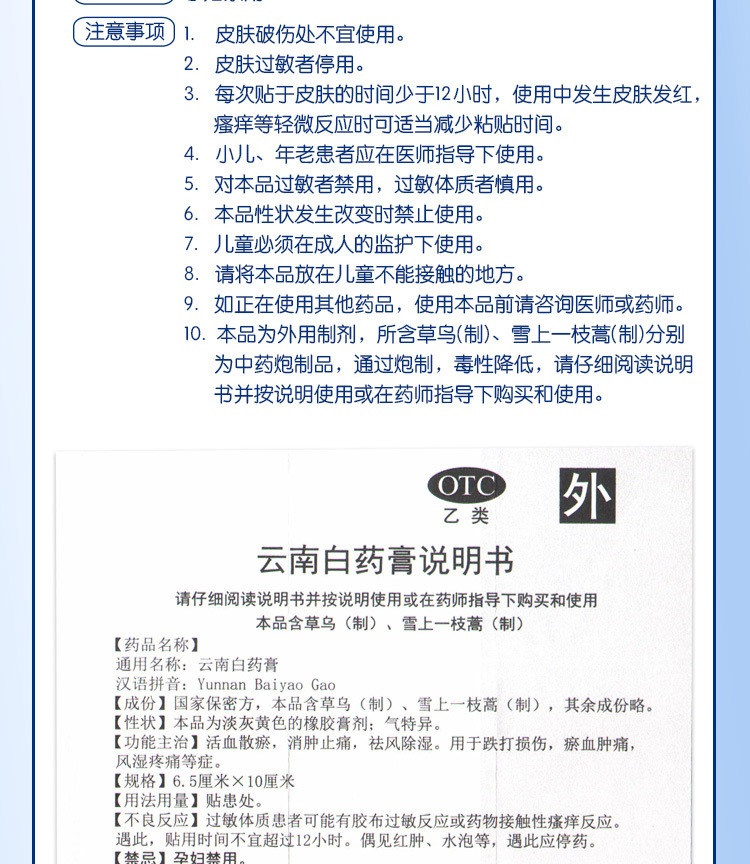 注意事项
1. 皮肤破伤处不宜使用。
2. 皮肤过敏者停用。
3. 每次贴于皮肤的时间少于12小时，使用中发生皮肤发红，
瘙痒等轻微反应时可适当减少粘贴时间。
4. 小儿、年老患者应在医师指导下使用。
5. 对本品过敏者禁用，过敏体质者慎用。
6. 本品性状发生改变时禁止使用。
7. 儿童必须在成人的监护下使用。
8. 请将本品放在儿童不能接触的地方。
9. 如正在使用其他药品，使用本品前请咨询医师或药师。
10. 本品为外用制剂，所含草乌(制)、雪上一枝蒿(制)分别
为中药炮制品，通过炮制，毒性降低，请仔细阅读说明
书并按说明使用或在药师指导下购买和使用。
OTC
乙类
外
云南白药膏说明书
请仔细阅读说明书并按说明使用或在药师指导下购买和使用
本品含草乌（制）、雪上一枝蒿（制）
【药品名称】
通用名称：云南白药膏
汉语拼音：Yunnan Baiyao Gao
【成份】国家保密方，本品含草乌（制）、雪上一枝蒿（制），其余成份略。
【性状】本品为淡灰黄色的橡胶膏剂；气特异。
【功能主治】活血散瘀，消肿止痛，祛风除湿。用于跌打损伤，瘀血肿痛，
风湿疼痛等症。
【规格】6.5厘米×10厘米
【用法用量】贴患处。
【不良反应】过敏体质患者可能有胶布过敏反应或药物接触性瘙痒反应。
遇此，贴用时间不宜超过12小时。偶见红肿、水泡等，遇此应停药。
【禁忌】孕妇禁用。